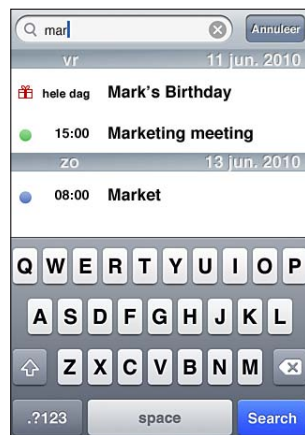 mar Annuleer
vr 11 jun. 2010
hele dag Mark's Birthday
15:00 Marketing meeting
zo 13 jun. 2010
08:00 Market
Q W E R T Y U I O P
A S D F G H J K L
Z X C V B N M
.?123 space Search